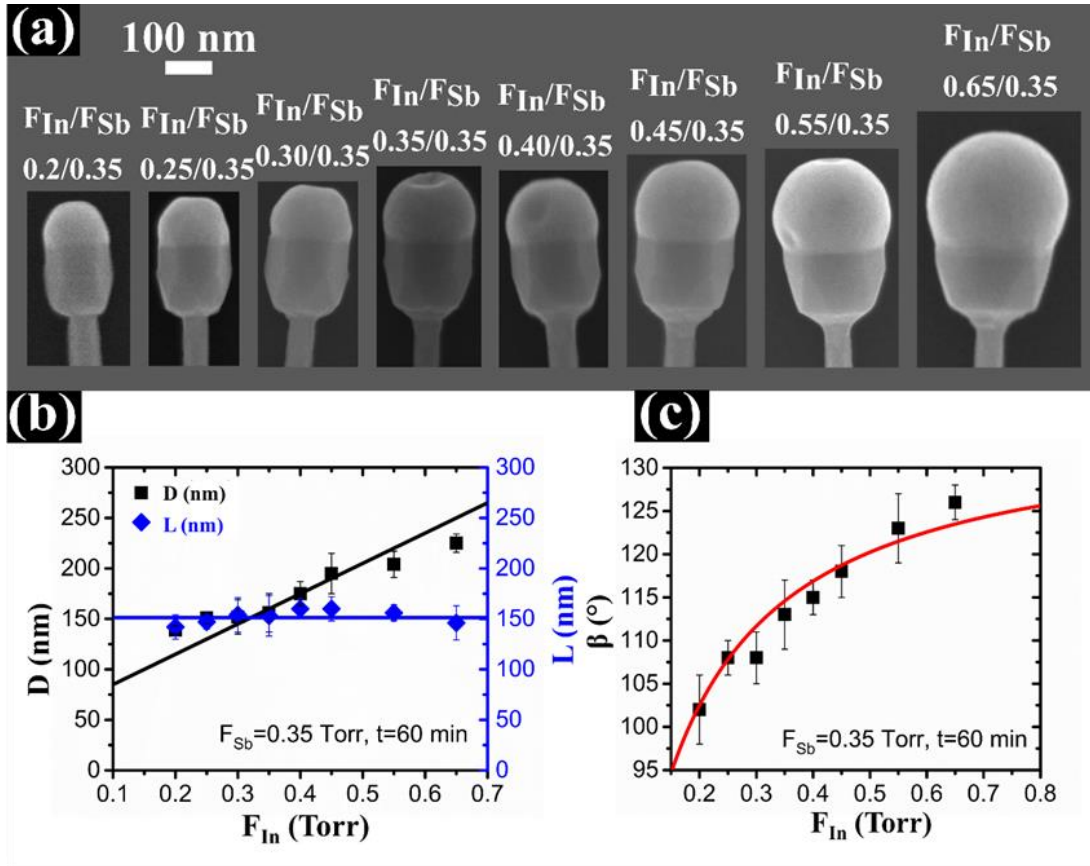 (a)
100 nm
FIn/FSb
0.2/0.35
FIn/FSb
0.25/0.35
FIn/FSb
0.30/0.35
FIn/FSb
0.35/0.35
FIn/FSb
0.40/0.35
FIn/FSb
0.45/0.35
FIn/FSb
0.55/0.35
FIn/FSb
0.65/0.35
(b)
D (nm)
300
250
200
150
100
50
0
D (nm)
L (nm)
FSb=0.35 Torr, t=60 min
0.1 0.2 0.3 0.4 0.5 0.6 0.7
FIn (Torr)
300
250
200
150
100
50
0
L (nm)
(c)
β (°)
130
125
120
115
110
105
100
95
FSb=0.35 Torr, t=60 min
0.2 0.3 0.4 0.5 0.6 0.7 0.8
FIn (Torr)